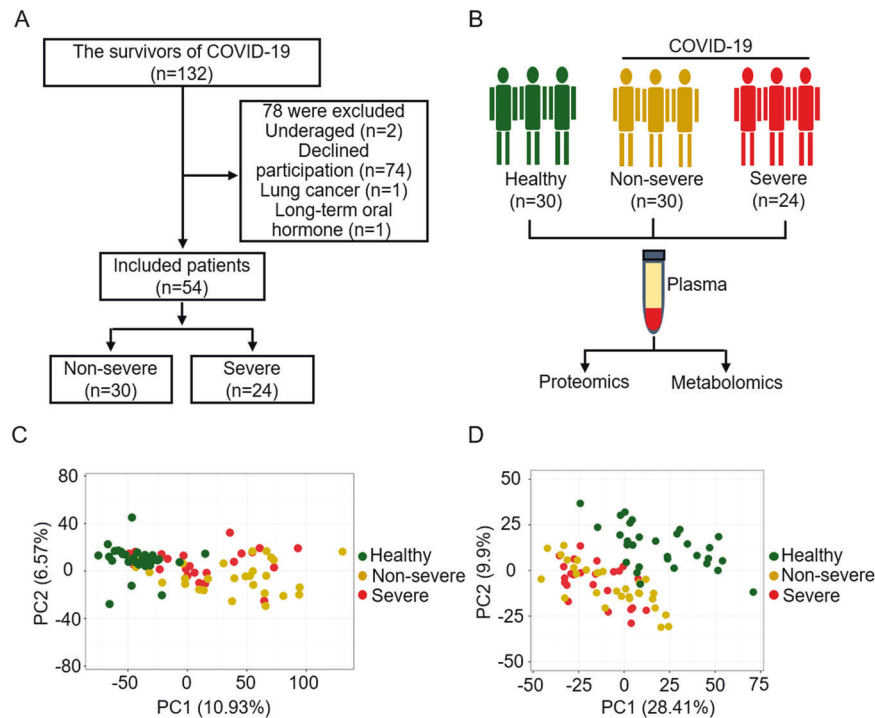 A
The survivors of COVID-19
(n=132)
78 were excluded
Underaged (n=2)
Declined
participation (n=74)
Lung cancer (n=1)
Long-term oral
hormone (n=1)
Included patients
(n=54)
Non-severe
(n=30)
Severe
(n=24)
B
COVID-19
Healthy
(n=30)
Non-severe
(n=30)
Severe
(n=24)
Plasma
Proteomics
Metabolomics
C
80
40
0
-40
-80
PC2 (6.57%)
-50
0
50
100
PC1 (10.93%)
Healthy
Non-severe
Severe
D
50
25
0
-25
-50
PC2 (9.9%)
-50
-25
0
25
50
75
PC1 (28.41%)
Healthy
Non-severe
Severe